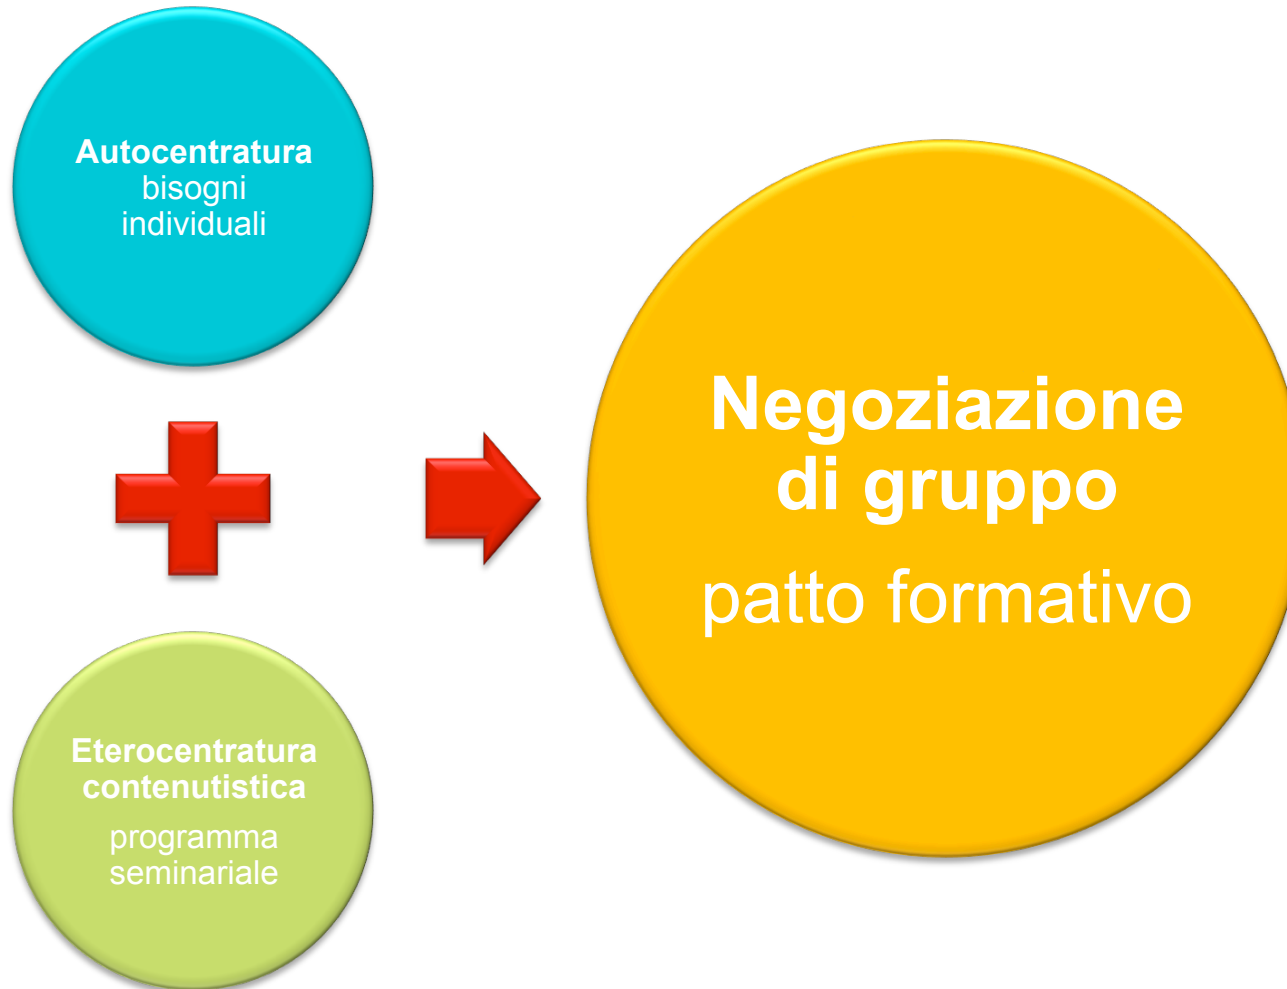 Autocentratura
bisogni
individuali
Eterocentratura
contenutistica
programma
seminariale
Negoziazione
di gruppo
patto formativo